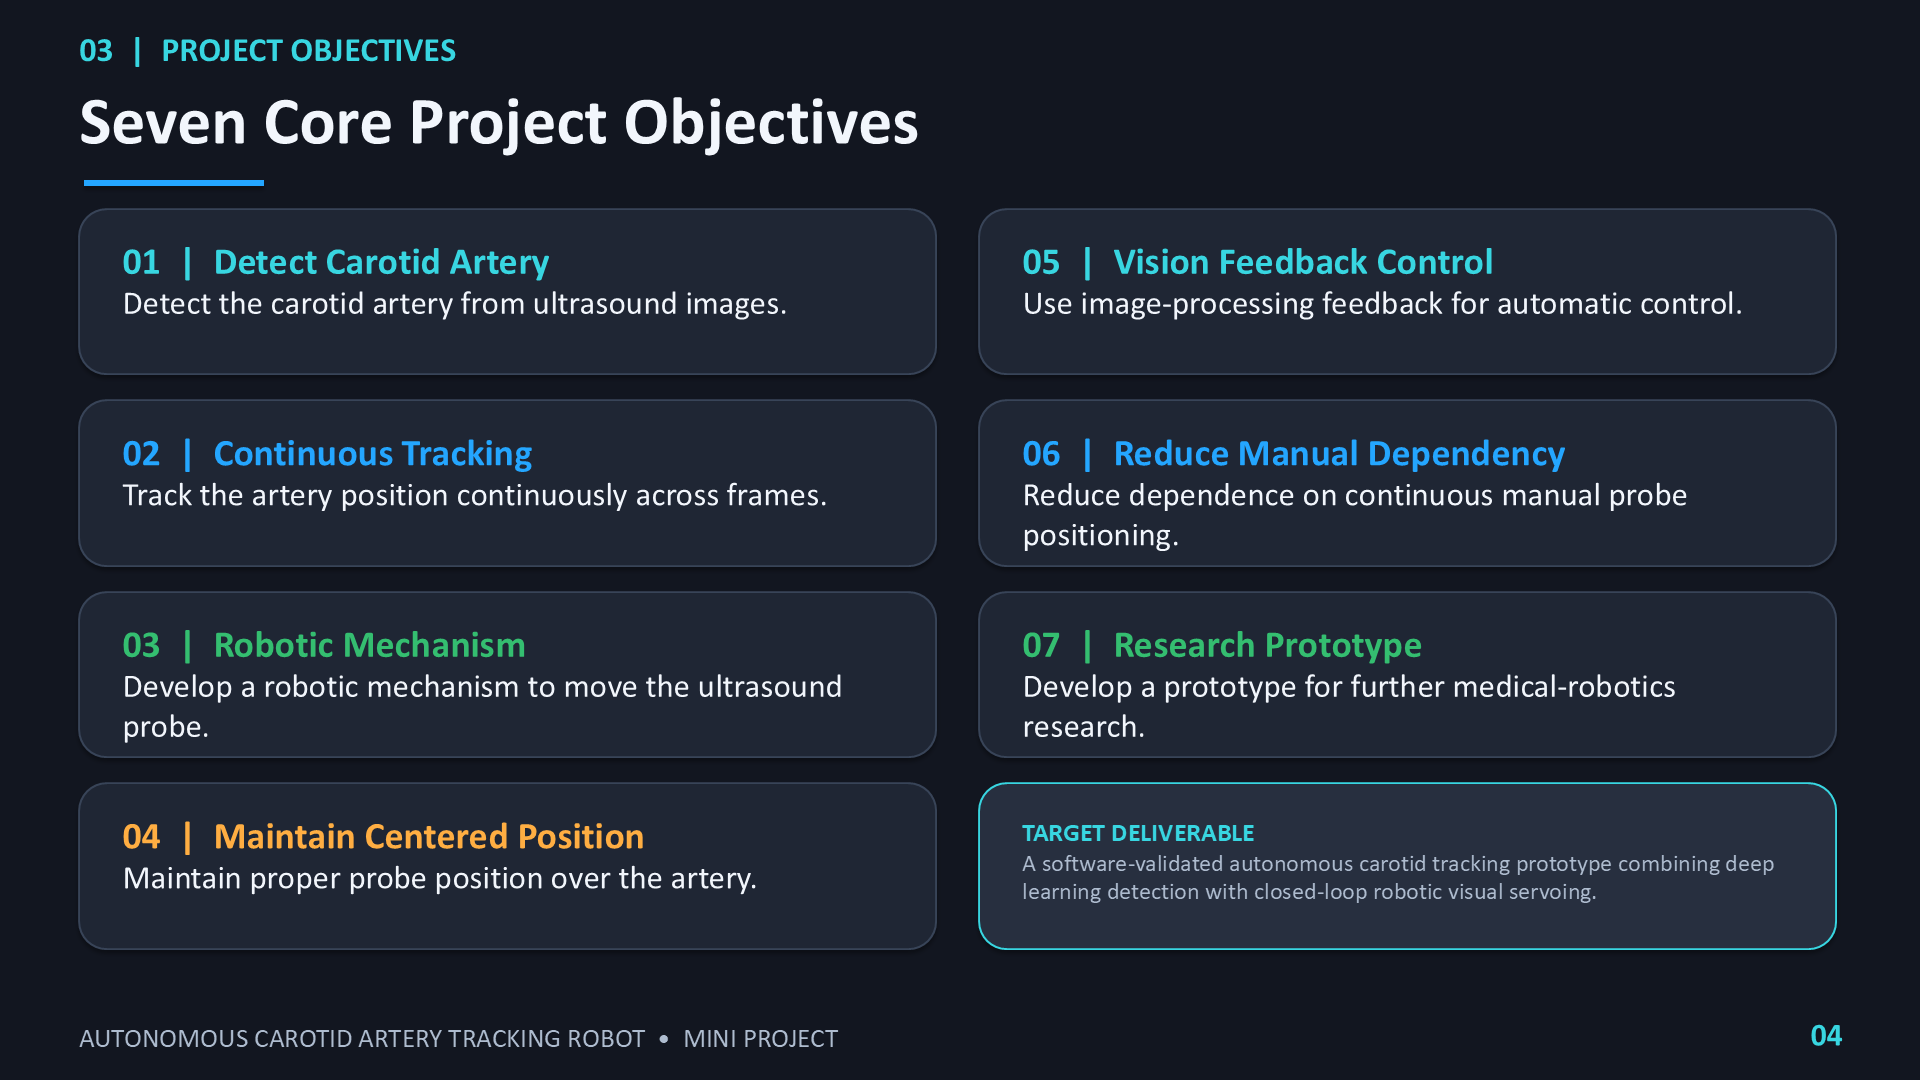 03 | PROJECT OBJECTIVES
Seven Core Project Objectives
01 | Detect Carotid Artery
Detect the carotid artery from ultrasound images.
02 | Continuous Tracking
Track the artery position continuously across frames.
03 | Robotic Mechanism
Develop a robotic mechanism to move the ultrasound
probe.
04 | Maintain Centered Position
Maintain proper probe position over the artery.
05 | Vision Feedback Control
Use image-processing feedback for automatic control.
06 | Reduce Manual Dependency
Reduce dependence on continuous manual probe
positioning.
07 | Research Prototype
Develop a prototype for further medical-robotics
research.
TARGET DELIVERABLE
A software-validated autonomous carotid tracking prototype combining deep
learning detection with closed-loop robotic visual servoing.
AUTONOMOUS CAROTID ARTERY TRACKING ROBOT • MINI PROJECT
04